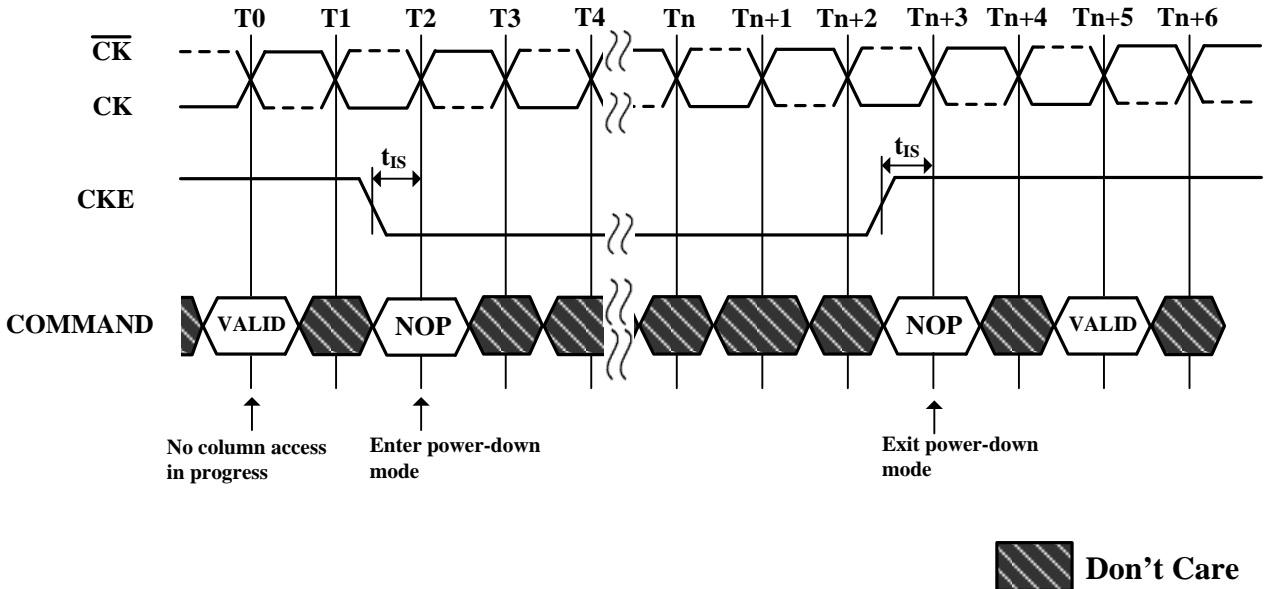 T0 T1 T2 T3 T4 Tn Tn+1 Tn+2 Tn+3 Tn+4 Tn+5 Tn+6
CK
CK
tIS tIS
CKE
COMMAND VALID NOP NOP VALID
No column access
in progress
Enter power-down
mode
Exit power-down
mode
Don't Care